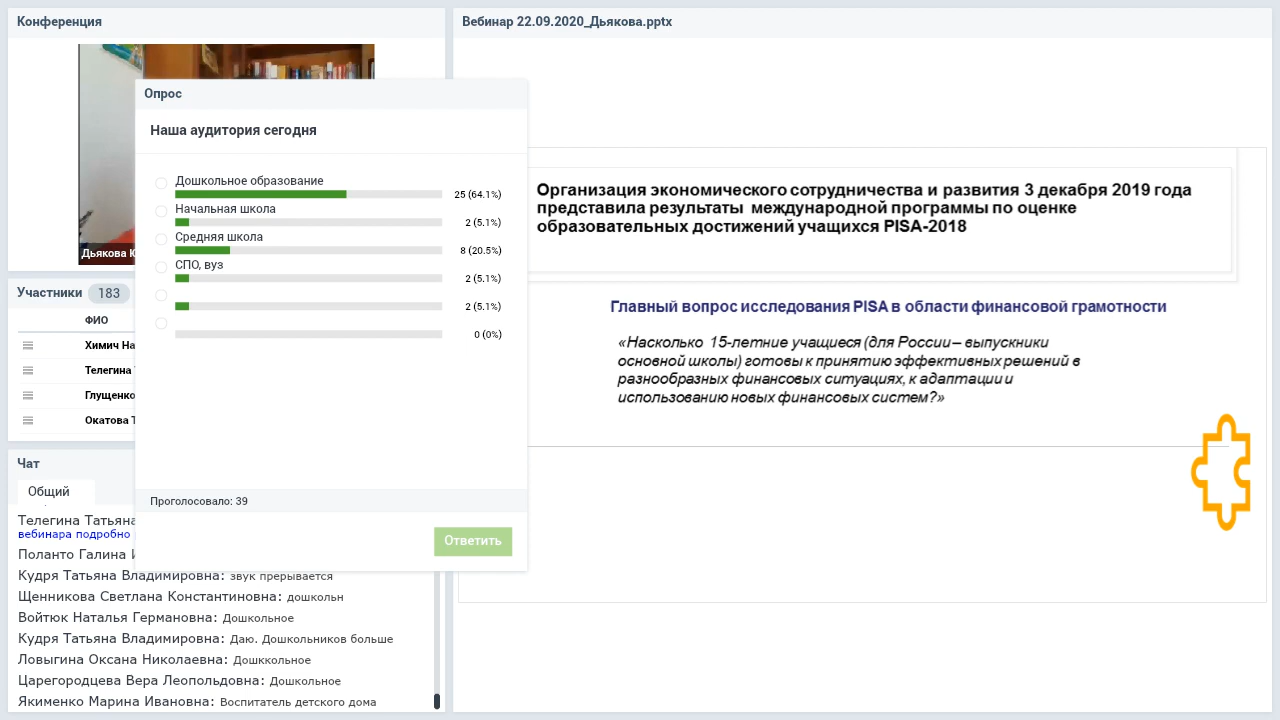 Конференция
Дьякова
Опрос
Наша аудитория сегодня
Дошкольное образование
25 (64.1%)
Начальная школа
2 (5.1%)
Средняя школа
8 (20.5%)
СПО, вуз
2 (5.1%)
2 (5.1%)
0 (0%)
Проголосовало: 39
Ответить
Участники 183
ФИО
Химич
Телегина
Глущенко
Окатова
Чат
Общий
Телегина Татьяна
вебинара подробно
Поланто Галина
Кудря Татьяна Владимировна: звук прерывается
Щенникова Светлана Константиновна: дошкольн
Войтюк Наталья Германовна: Дошкольное
Кудря Татьяна Владимировна: Даю. Дошкольников больше
Ловыгина Оксана Николаевна: Дошккольное
Царегородцева Вера Леопольдовна: Дошкольное
Якименко Марина Ивановна: Воспитатель детского дома
Вебинар 22.09.2020_Дьякова.pptx
Организация экономического сотрудничества и развития 3 декабря 2019 года
представила результаты международной программы по оценке
образовательных достижений учащихся PISA-2018
Главный вопрос исследования PISA в области финансовой грамотности
«Насколько 15-летние учащиеся (для России – выпускники
основной школы) готовы к принятию эффективных решений в
разнообразных финансовых ситуациях, к адаптации и
использованию новых финансовых систем?»